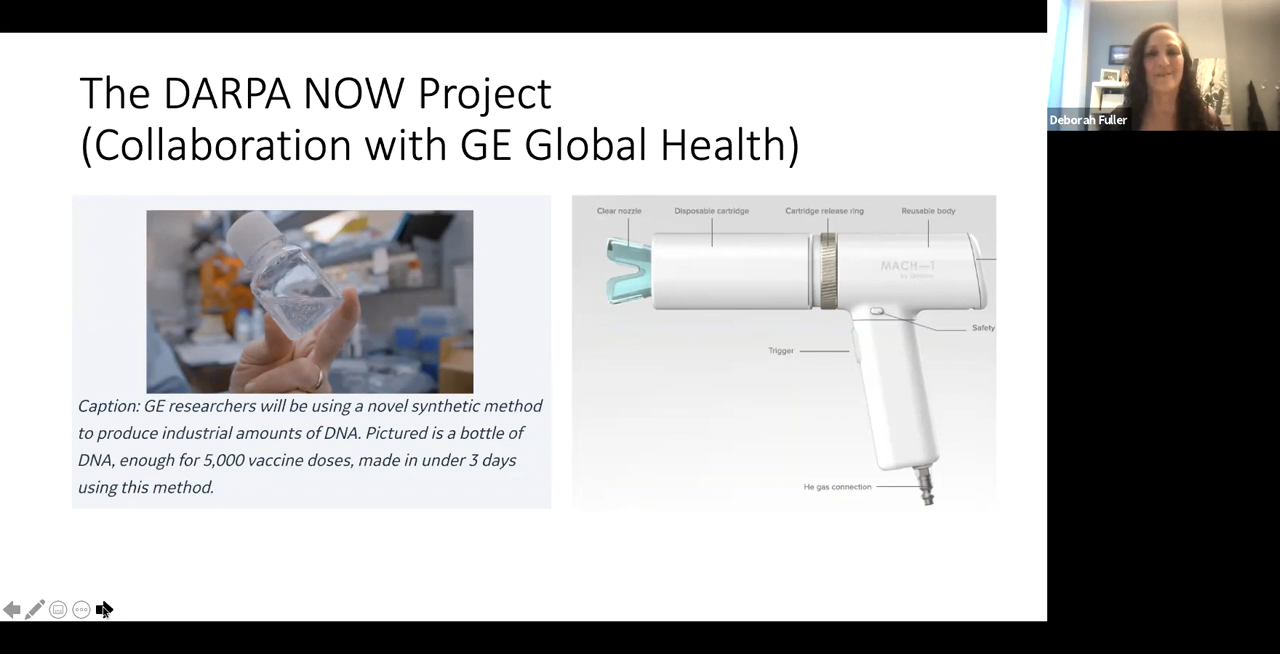 The DARPA NOW Project
(Collaboration with GE Global Health)
Deborah Fuller
Caption: GE researchers will be using a novel synthetic method
to produce industrial amounts of DNA. Pictured is a bottle of
DNA, enough for 5,000 vaccine doses, made in under 3 days
using this method.
Clear nozzle
Disposable cartridge
Cartridge release ring
Reusable body
MACH—1
Safety
Trigger
He gas connection